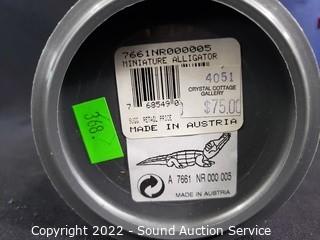 7661NR000005
MINIATURE ALLIGATOR
4051
CRYSTAL COTTAGE
GALLERY
7 68549 0
$75.00
SUGG. RETAIL PRICE
MADE IN AUSTRIA
368
A 7661 NR 000 005
MADE IN AUSTRIA
Copyright 2022 - Sound Auction Service